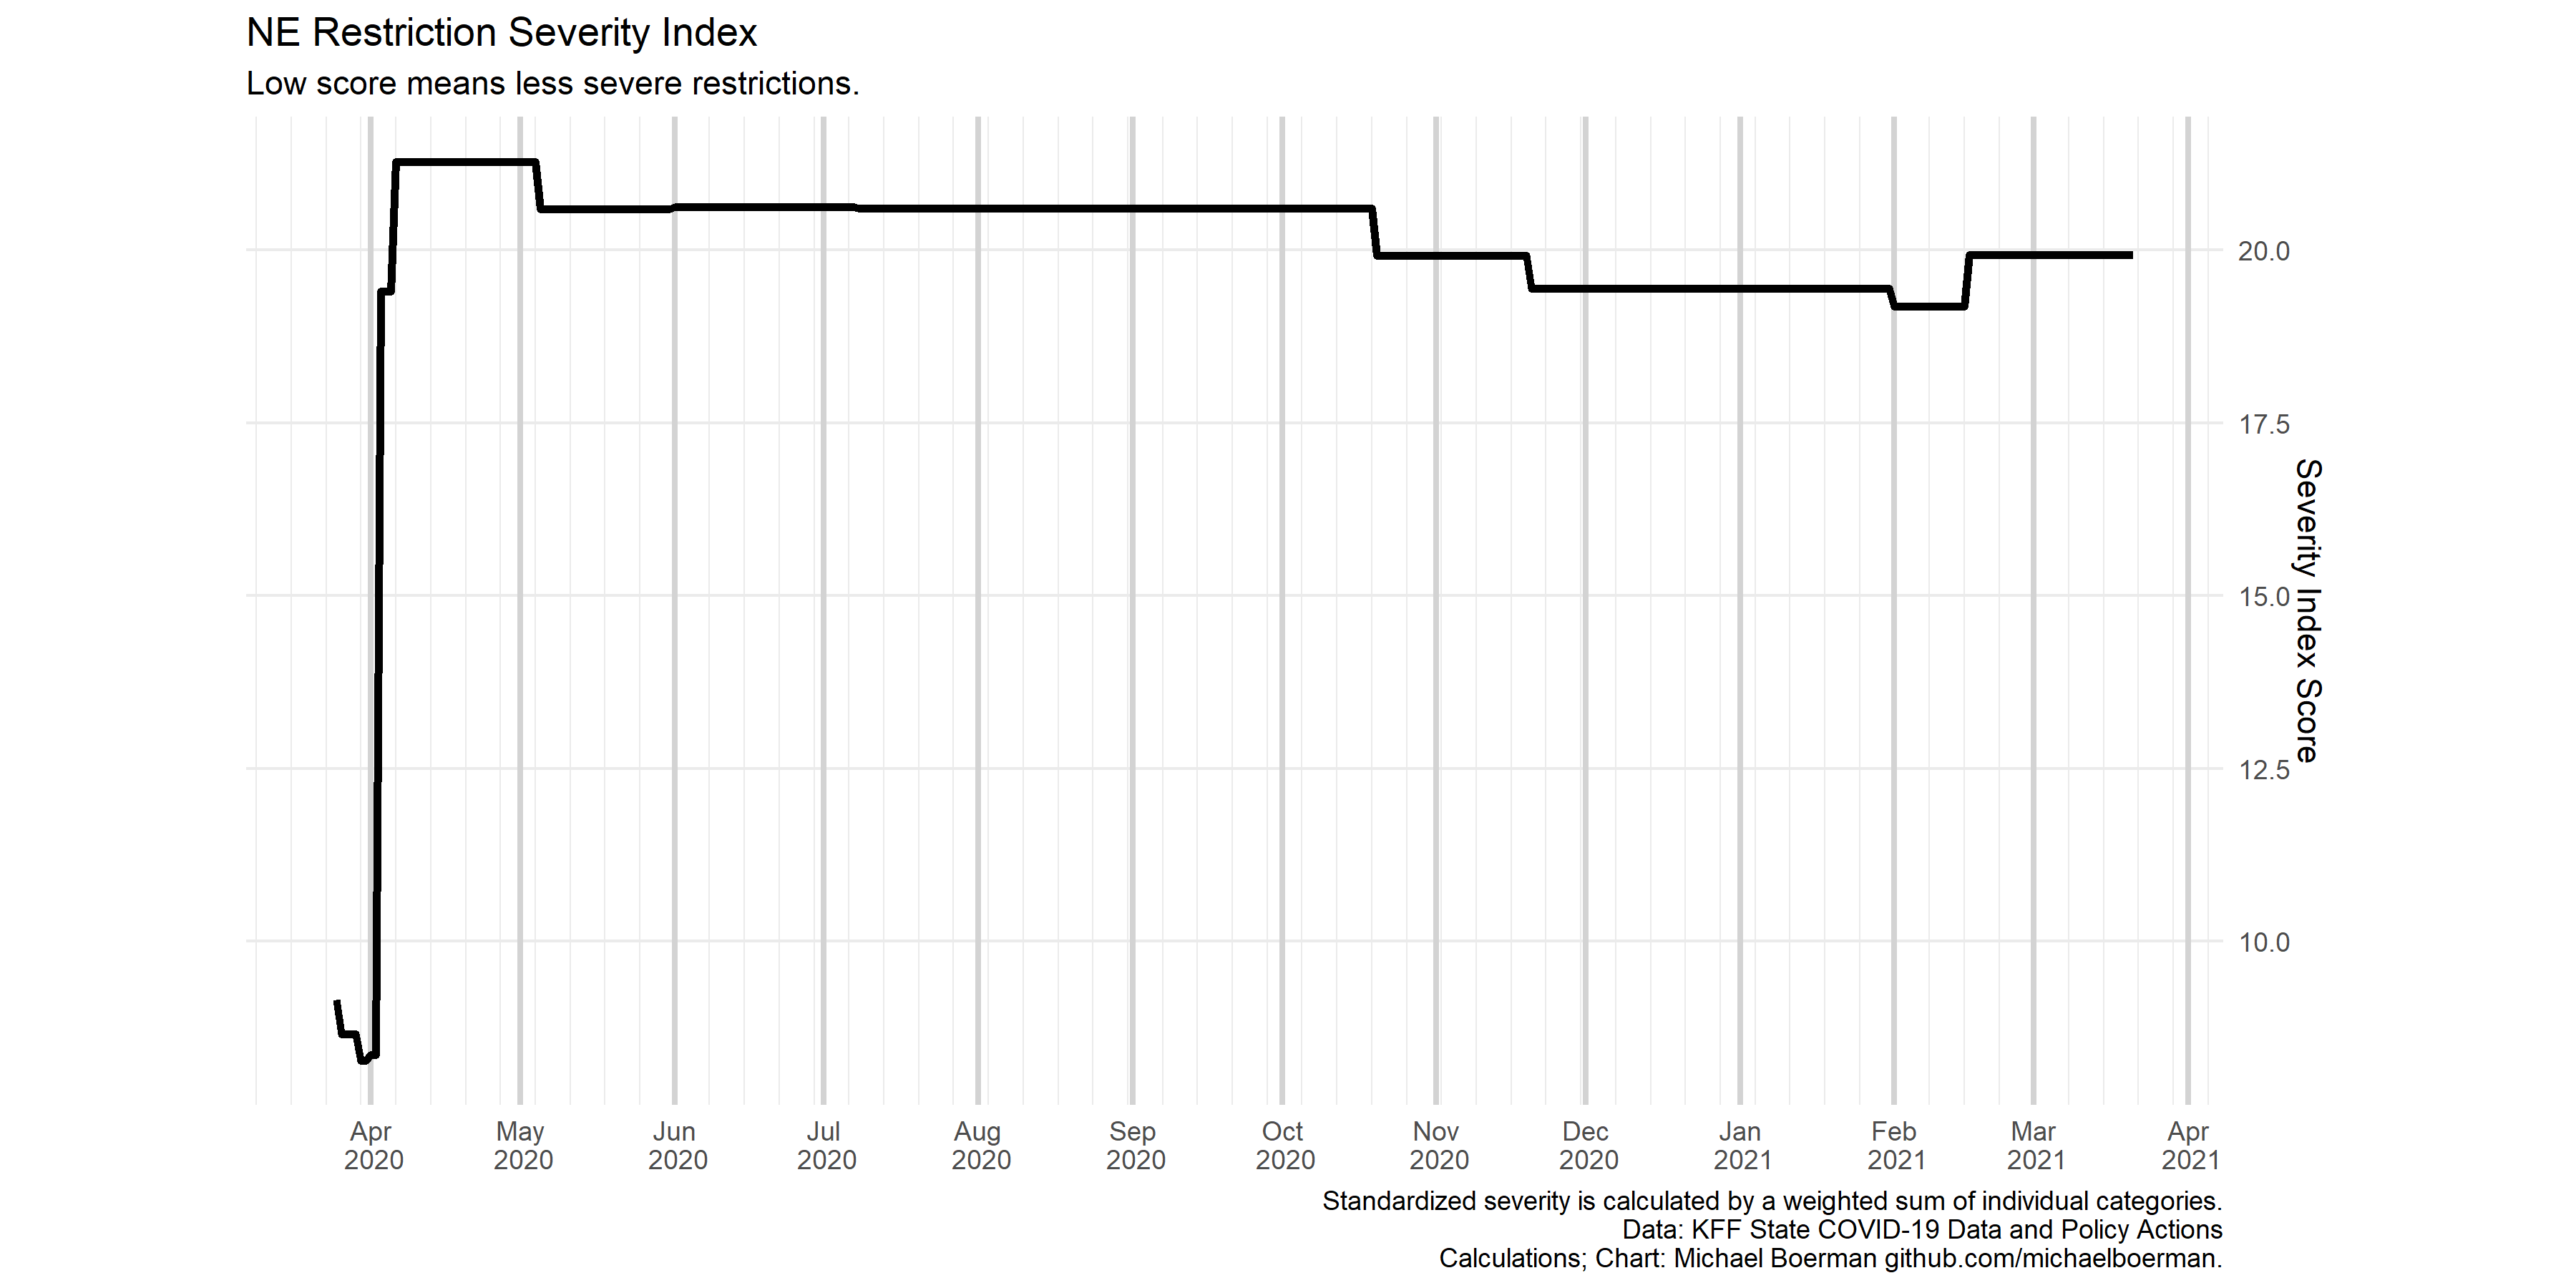 NE Restriction Severity Index
Low score means less severe restrictions.
20.0
17.5
15.0
12.5
10.0
Severity Index Score
Apr May Jun Jul Aug Sep Oct Nov Dec Jan Feb Mar Apr
2020 2020 2020 2020 2020 2020 2020 2020 2020 2021 2021 2021 2021
Standardized severity is calculated by a weighted sum of individual categories.
Data: KFF State COVID-19 Data and Policy Actions
Calculations; Chart: Michael Boerman github.com/michaelboerman.